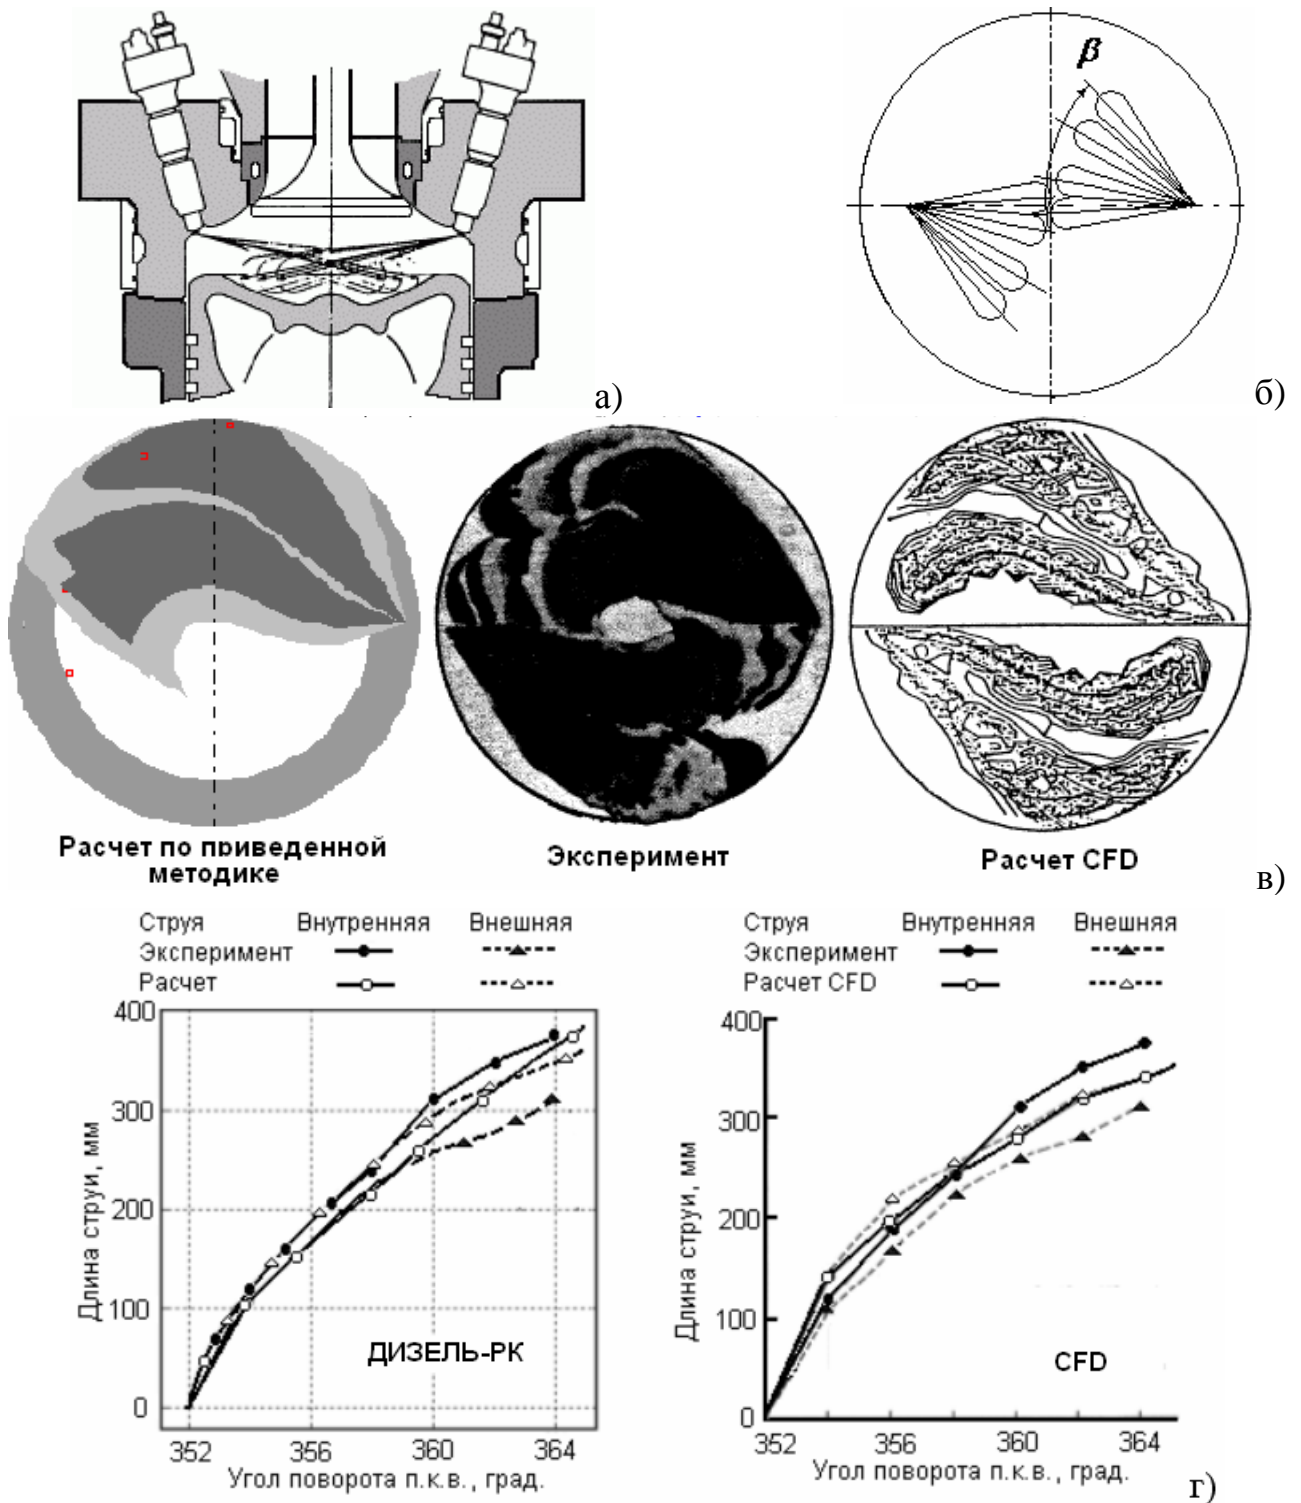 β
а)
б)
Расчет по приведенной
методике
Эксперимент
Расчет CFD
в)
Струя Внутренняя Внешняя
Эксперимент
Расчет
400
300
200
100
0
352 356 360 364
Длина струи, мм
Угол поворота п.к.в., град.
ДИЗЕЛЬ-РК
Струя Внутренняя Внешняя
Эксперимент
Расчет CFD
400
300
200
100
0
352 356 360 364
Длина струи, мм
Угол поворота п.к.в., град.
CFD
г)